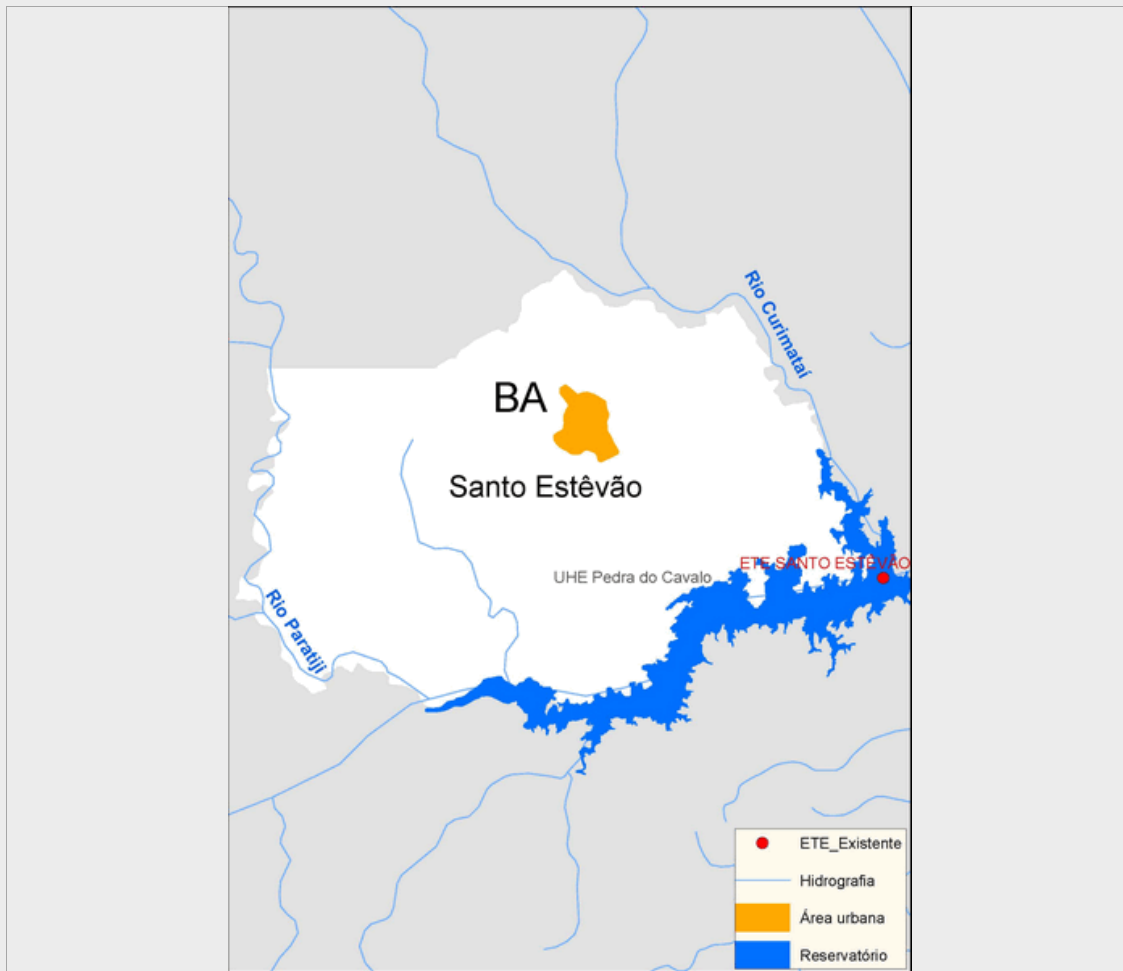 Rio Curimataí
BA
Santo Estêvão
ETE SANTO ESTÊVÃO
UHE Pedra do Cavalo
Rio Paratiji
ETE_Existente
Hidrografia
Área urbana
Reservatório